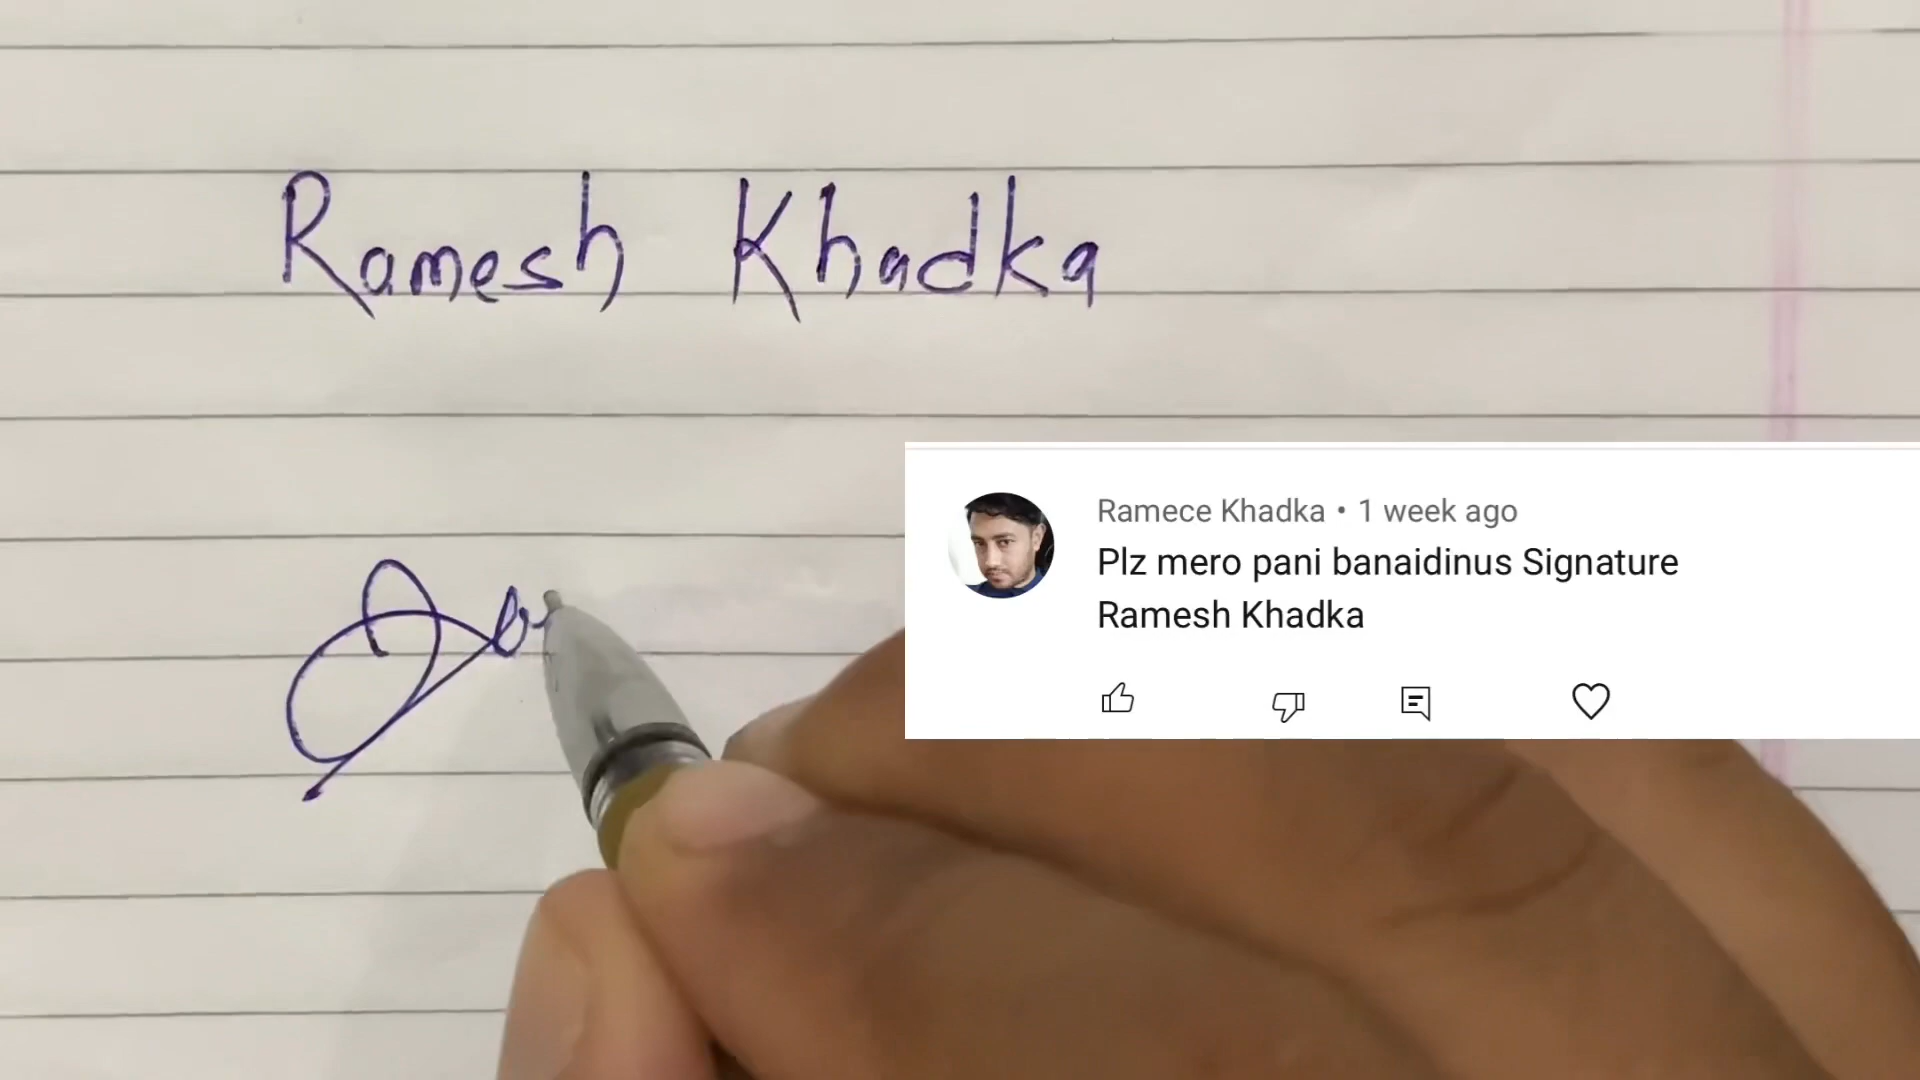 Ramesh Khadka
Ramece Khadka • 1 week ago
Plz mero pani banaidinus Signature
Ramesh Khadka